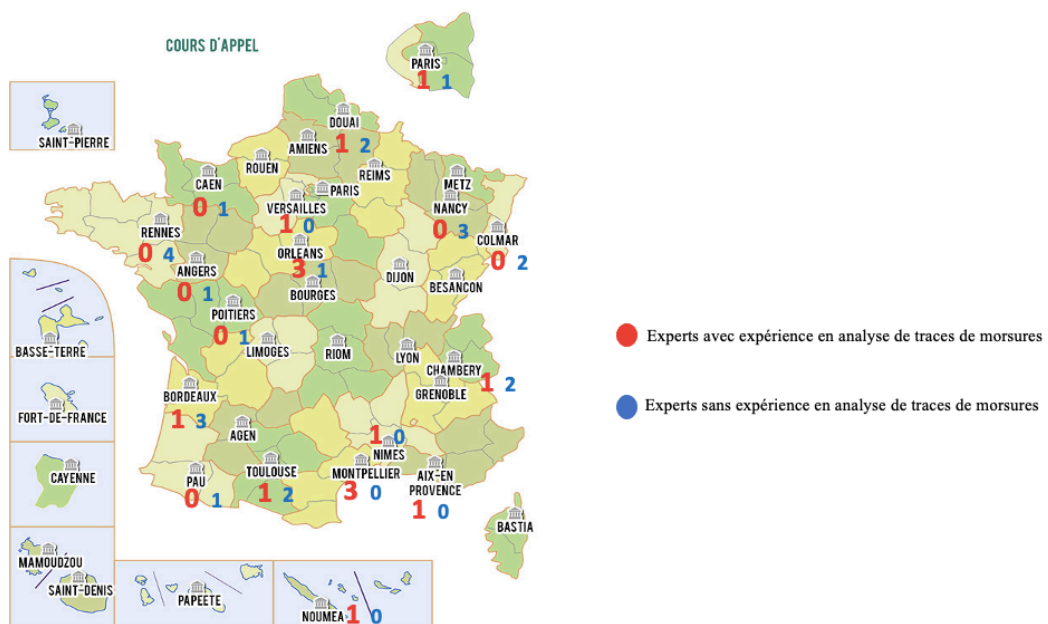 COURS D'APPEL
PARIS
1 1
SAINT-PIERRE
DOUAI
1 2
AMIENS
ROUEN
REIMS
CAEN
0 1
PARIS
METZ
VERSAILLES
1 0
NANCY
0 3
RENNES
0 4
COLMAR
0 2
ORLEANS
3 1
ANGERS
0 1
DIJON
BESANCON
BOURGES
POITIERS
0 1
BASSE-TERRE
LIMOGES
RIOM
LYON
CHAMBERY
1 2
GRENOBLE
Experts avec expérience en analyse de traces de morsures
Experts sans expérience en analyse de traces de morsures
BORDEAUX
1 3
FORT-DE-FRANCE
AGEN
1 0
NIMES
CAYENNE
PAU
0 1
TOULOUSE
1 2
MONTPELLIER
3 0
AIX-EN
PROVENCE
1 0
BASTIA
MAMOUDZOU
SAINT-DENIS
PAPEETE
NOUMEA 1 0